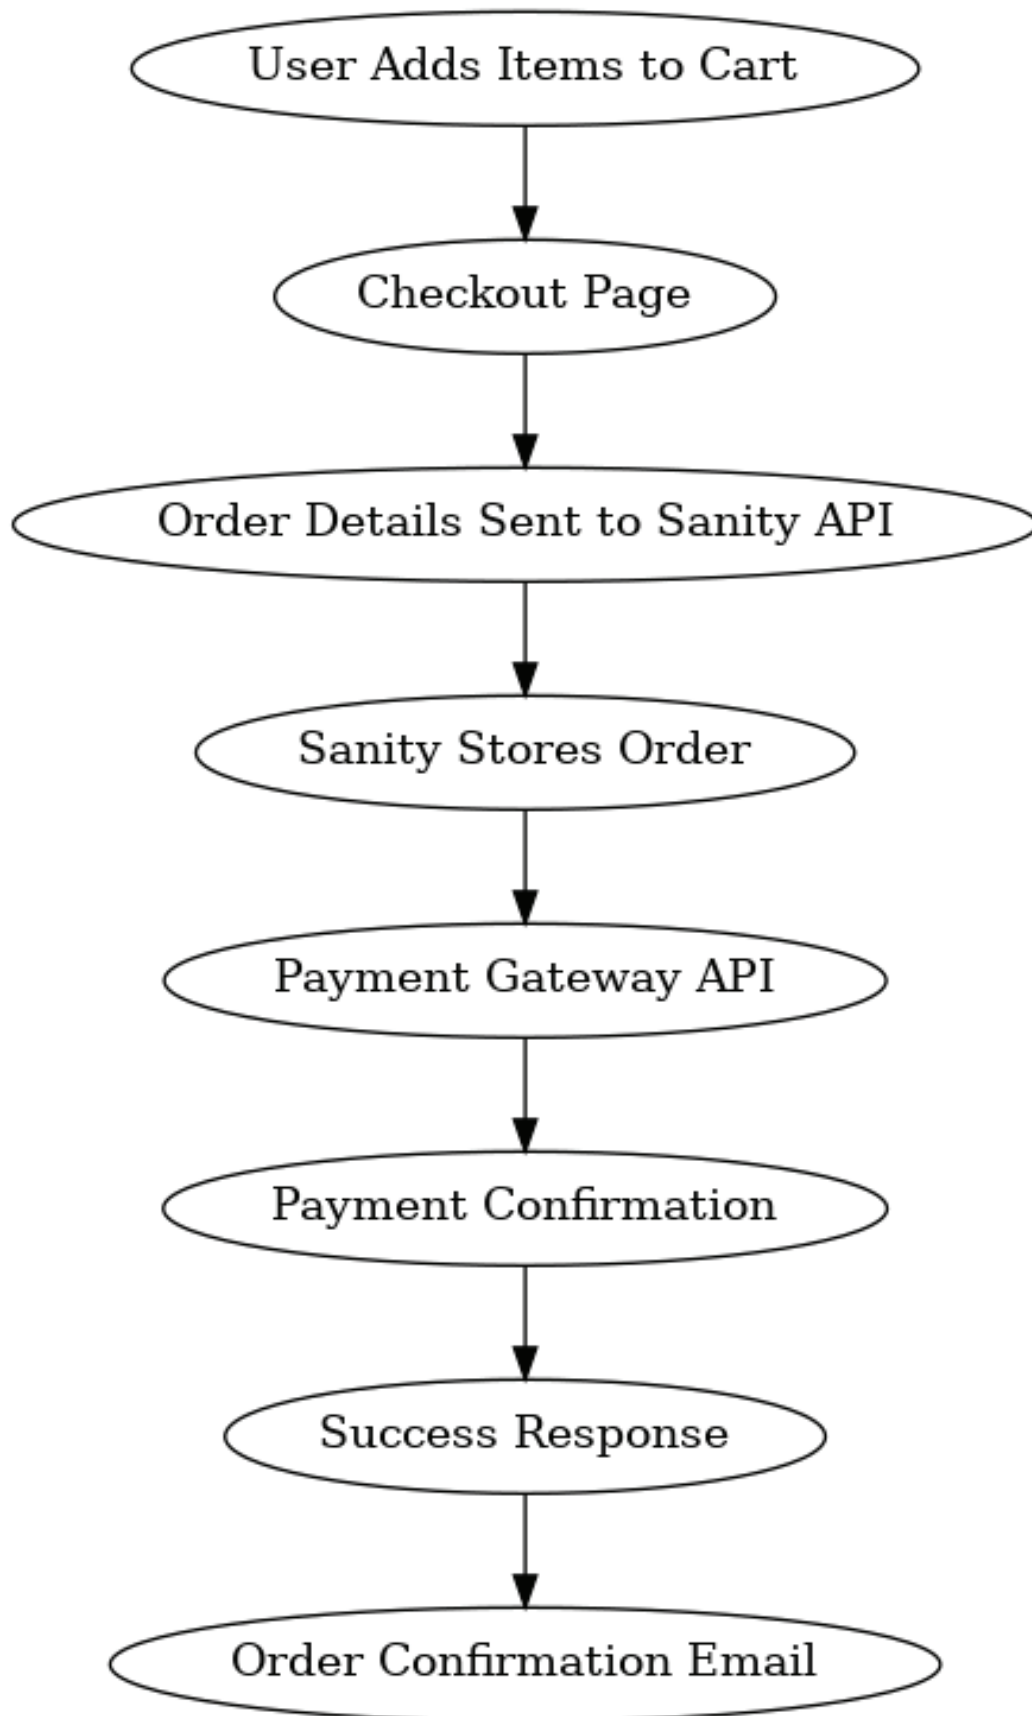 User Adds Items to Cart
Checkout Page
Order Details Sent to Sanity API
Sanity Stores Order
Payment Gateway API
Payment Confirmation
Success Response
Order Confirmation Email